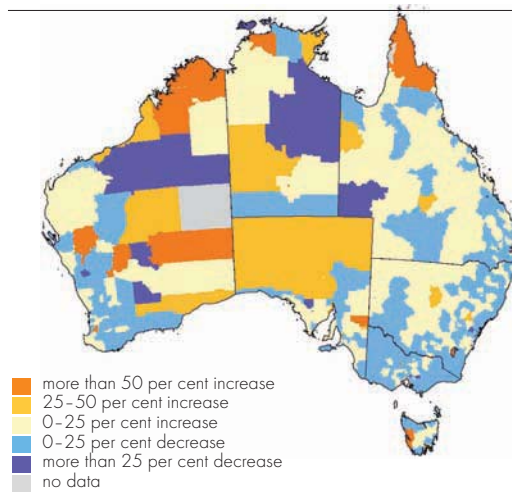 more than 50 per cent increase
25–50 per cent increase
0–25 per cent increase
0–25 per cent decrease
more than 25 per cent decrease
no data